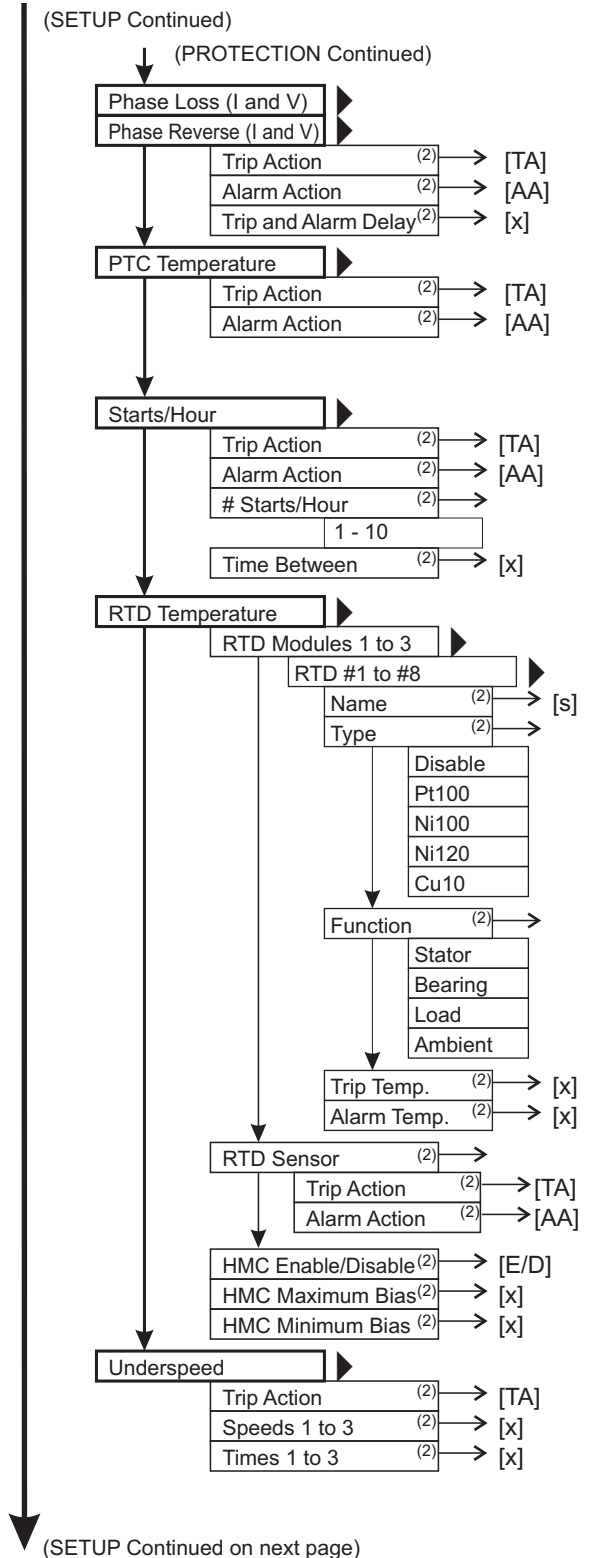 (SETUP Continued)
(PROTECTION Continued)
Phase Loss (I and V)
Phase Reverse (I and V)
Trip Action (2) [TA]
Alarm Action (2) [AA]
Trip and Alarm Delay (2) [x]
PTC Temperature
Trip Action (2) [TA]
Alarm Action (2) [AA]
Starts/Hour
Trip Action (2) [TA]
Alarm Action (2) [AA]
# Starts/Hour (2)
1 - 10
Time Between (2) [x]
RTD Temperature
RTD Modules 1 to 3
RTD #1 to #8
Name (2) [s]
Type (2)
Disable
Pt100
Ni100
Ni120
Cu10
Function (2)
Stator
Bearing
Load
Ambient
Trip Temp. (2) [x]
Alarm Temp. (2) [x]
RTD Sensor (2)
Trip Action (2) [TA]
Alarm Action (2) [AA]
HMC Enable/Disable (2) [E/D]
HMC Maximum Bias (2) [x]
HMC Minimum Bias (2) [x]
Underspeed
Trip Action (2) [TA]
Speeds 1 to 3 (2) [x]
Times 1 to 3 (2) [x]
(SETUP Continued on next page)